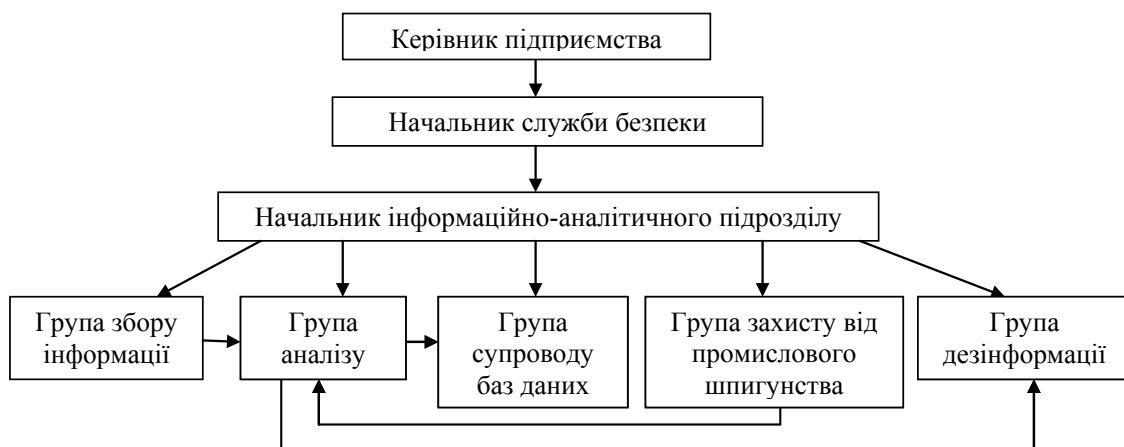 Керівник підприємства
Начальник служби безпеки
Начальник інформаційно-аналітичного підрозділу
Група збору
інформації
Група
аналізу
Група
супроводу
баз даних
Група захисту від
промислового
шпигунства
Група
дезінформації